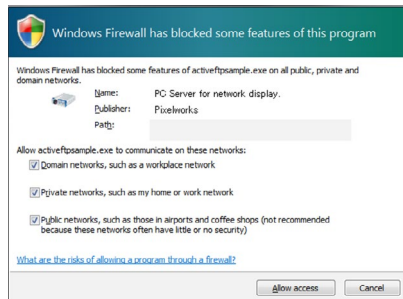 Windows Firewall has blocked some features of this program
Windows Firewall has blocked some features of activeftpsample.exe on all public, private and
domain networks.
Name: PC Server for network display.
Publisher: Pixelworks
Path:
Allow activeftpsample.exe to communicate on these networks:
Domain networks, such as a workplace network
Private networks, such as my home or work network
Public networks, such as those in airports and coffee shops (not recommended
because these networks often have little or no security)
What are the risks of allowing a program through a firewall?
Allow access Cancel